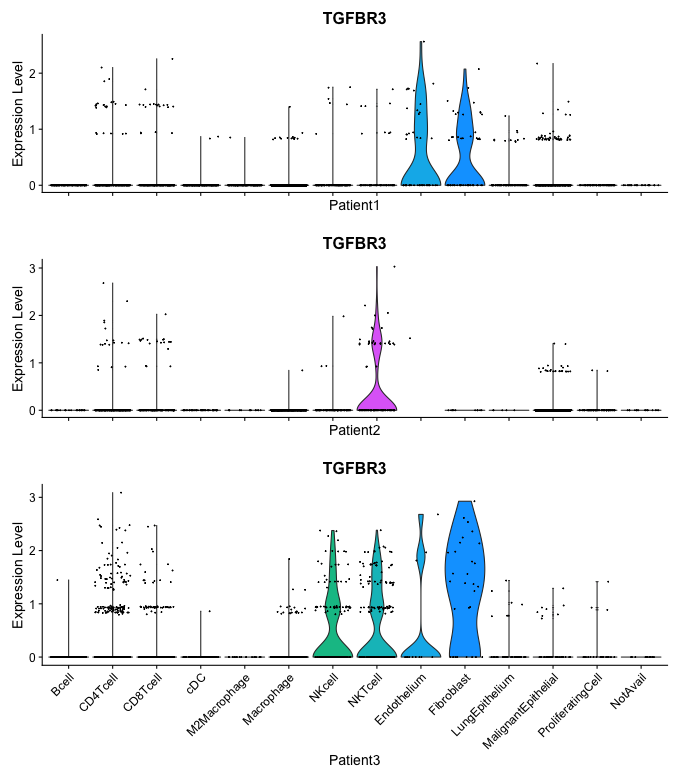 TGFBR3
Expression Level
2
1
0
Patient1
TGFBR3
Expression Level
3
2
1
0
Patient2
TGFBR3
Expression Level
3
2
1
0
Bcell
CD4Tcell
CD8Tcell
cDC
M2Macrophage
Macrophage
NKcell
NKTcell
Endothelium
Fibroblast
LungEpithelium
MalignantEpithelial
ProliferatingCell
NotAvail
Patient3